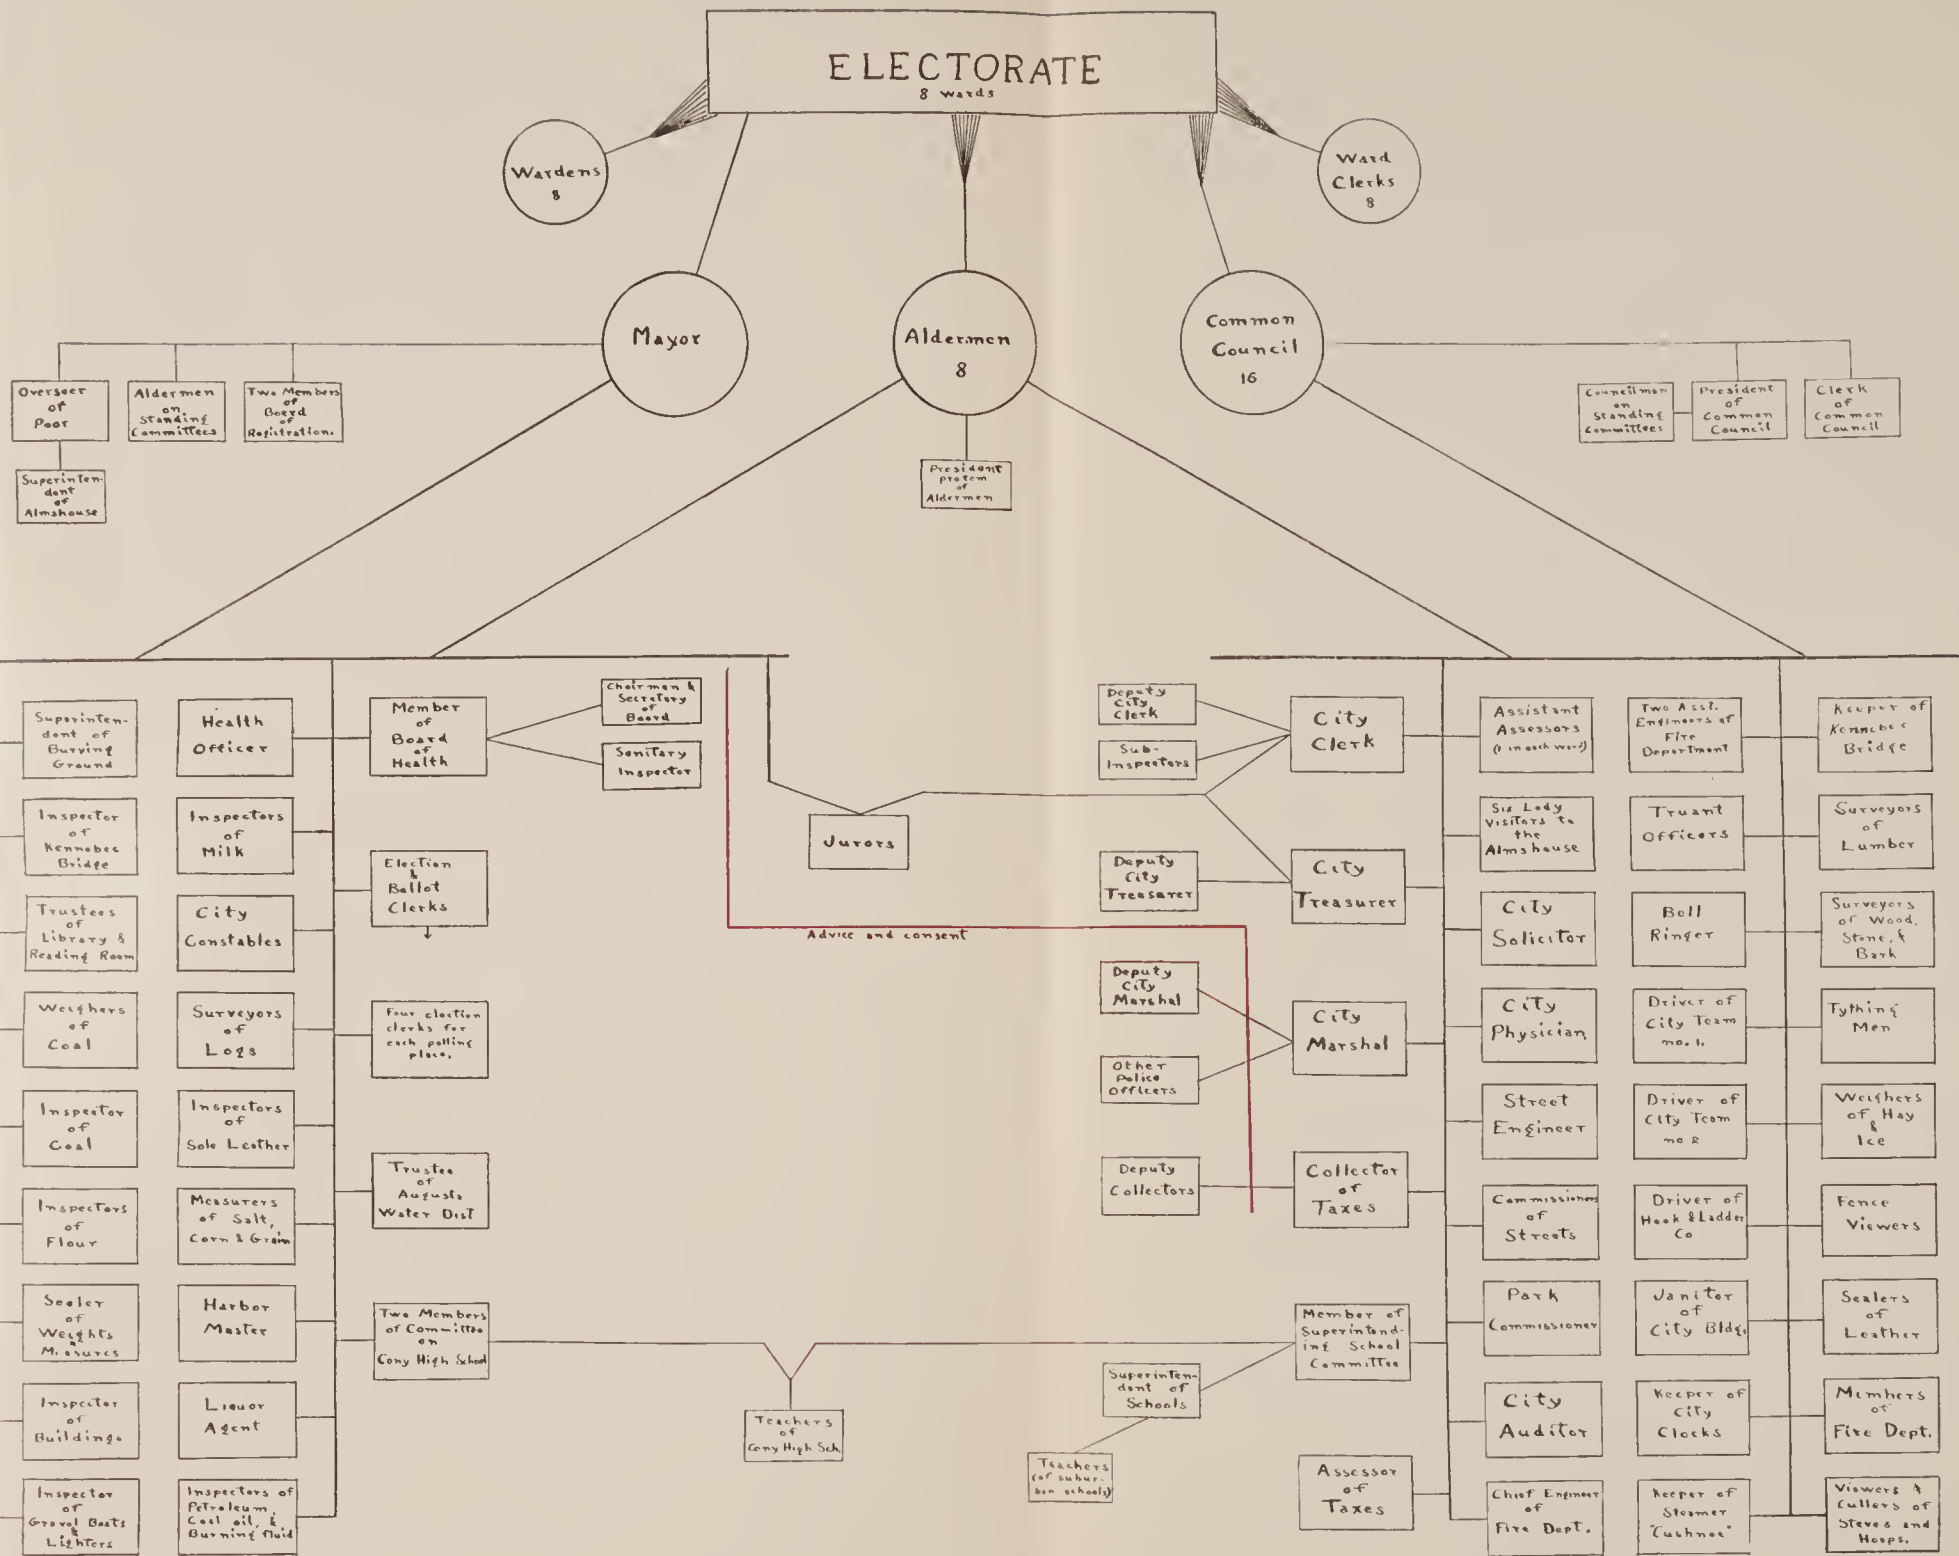 ELECTORATE
8 Wards
Wardens
8
Ward
Clerks
8
Mayor
Aldermen
8
Common
Council
16
Overseer
of
Poor
Aldermen
on
Standing
Committees
Two Members
of
Board
of
Registration.
Superinten-
dent
of
Almshouse
President
protem
of
Aldermen
Councilmen
on
Standing
Committees
President
of
Common
Council
Clerk
of
Common
Council
Superinten-
dent of
Burying
Ground
Inspector
of
Kennebec
Bridge
Trustees
of
Library &
Reading Room
Weighers
of
Coal
Inspector
of
Coal
Inspectors
of
Flour
Sealer
of
Weights
&
Measures
Inspector
of
Buildings
Inspector
of
Gravel Boats
&
Lighters
Health
Officer
Inspectors
of
Milk
City
Constables
Surveyors
of
Logs
Inspectors
of
Sole Leather
Measurers
of Salt,
Corn & Grain
Harbor
Master
Liquor
Agent
Inspectors of
Petroleum,
Coal oil, &
Burning fluid
Member
of
Board
of
Health
Chairman &
Secretary
of
Board
Sanitary
Inspector
Election
&
Ballot
Clerks
Four election
clerks for
each polling
place.
Trustee
of
Augusta
Water Dist
Two Members
of Committee
on
Cony High School
Jurors
Advice and consent
Teachers
of
Cony High Sch.
Deputy
City
Clerk
Sub-
Inspectors
Deputy
City
Treasurer
Deputy
City
Marshal
Other
Police
Officers
Deputy
Collectors
Superinten-
dent of
Schools
Teachers
(of subur-
ban schools)
City
Clerk
City
Treasurer
City
Marshal
Collector
of
Taxes
Member of
Superintend-
ing School
Committee
Assessor
of
Taxes
Assistant
Assessors
(1 in each ward)
Six Lady
Visitors to
the
Almshouse
City
Solicitor
City
Physician
Street
Engineer
Commissioners
of
Streets
Park
Commissioner
City
Auditor
Chief Engineer
of
Fire Dept.
Two Asst.
Engineers of
Fire
Department
Truant
Officers
Bell
Ringer
Driver of
City Team
no. 1.
Driver of
City Team
no 2
Driver of
Hook & Ladder
Co
Janitor
of
City Bldg.
Keeper of
City
Clocks
Keeper of
Steamer
"Cushnoc"
Keeper of
Kennebec
Bridge
Surveyors
of
Lumber
Surveyors
of Wood,
Stone, &
Bark
Tything
Men
Weighers
of Hay
&
Ice
Fence
Viewers
Sealers
of
Leather
Members
of
Fire Dept.
Viewers &
Cullers of
Staves and
Hoops.